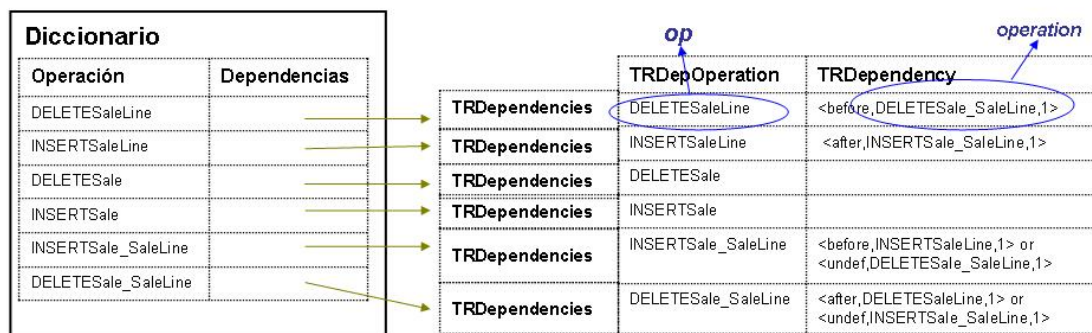 Diccionario
Operación Dependencias
DELETESaleLine
INSERTSaleLine
DELETESale
INSERTSale
INSERTSale_SaleLine
DELETESale_SaleLine
op operation
TRDepOperation TRDependency
TRDependencies DELETESaleLine <before,DELETESale_SaleLine,1>
TRDependencies INSERTSaleLine <after,INSERTSale_SaleLine,1>
TRDependencies DELETESale
TRDependencies INSERTSale
TRDependencies INSERTSale_SaleLine <before,INSERTSaleLine,1> or
<undef,DELETESale_SaleLine,1>
TRDependencies DELETESale_SaleLine <after,DELETESaleLine,1> or
<undef,INSERTSale_SaleLine,1>